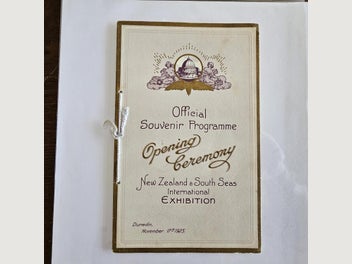 Official
Souvenir Programme
Opening
Ceremony
New Zealand & South Seas
International
EXHIBITION
Dunedin,
November 17th 1925.